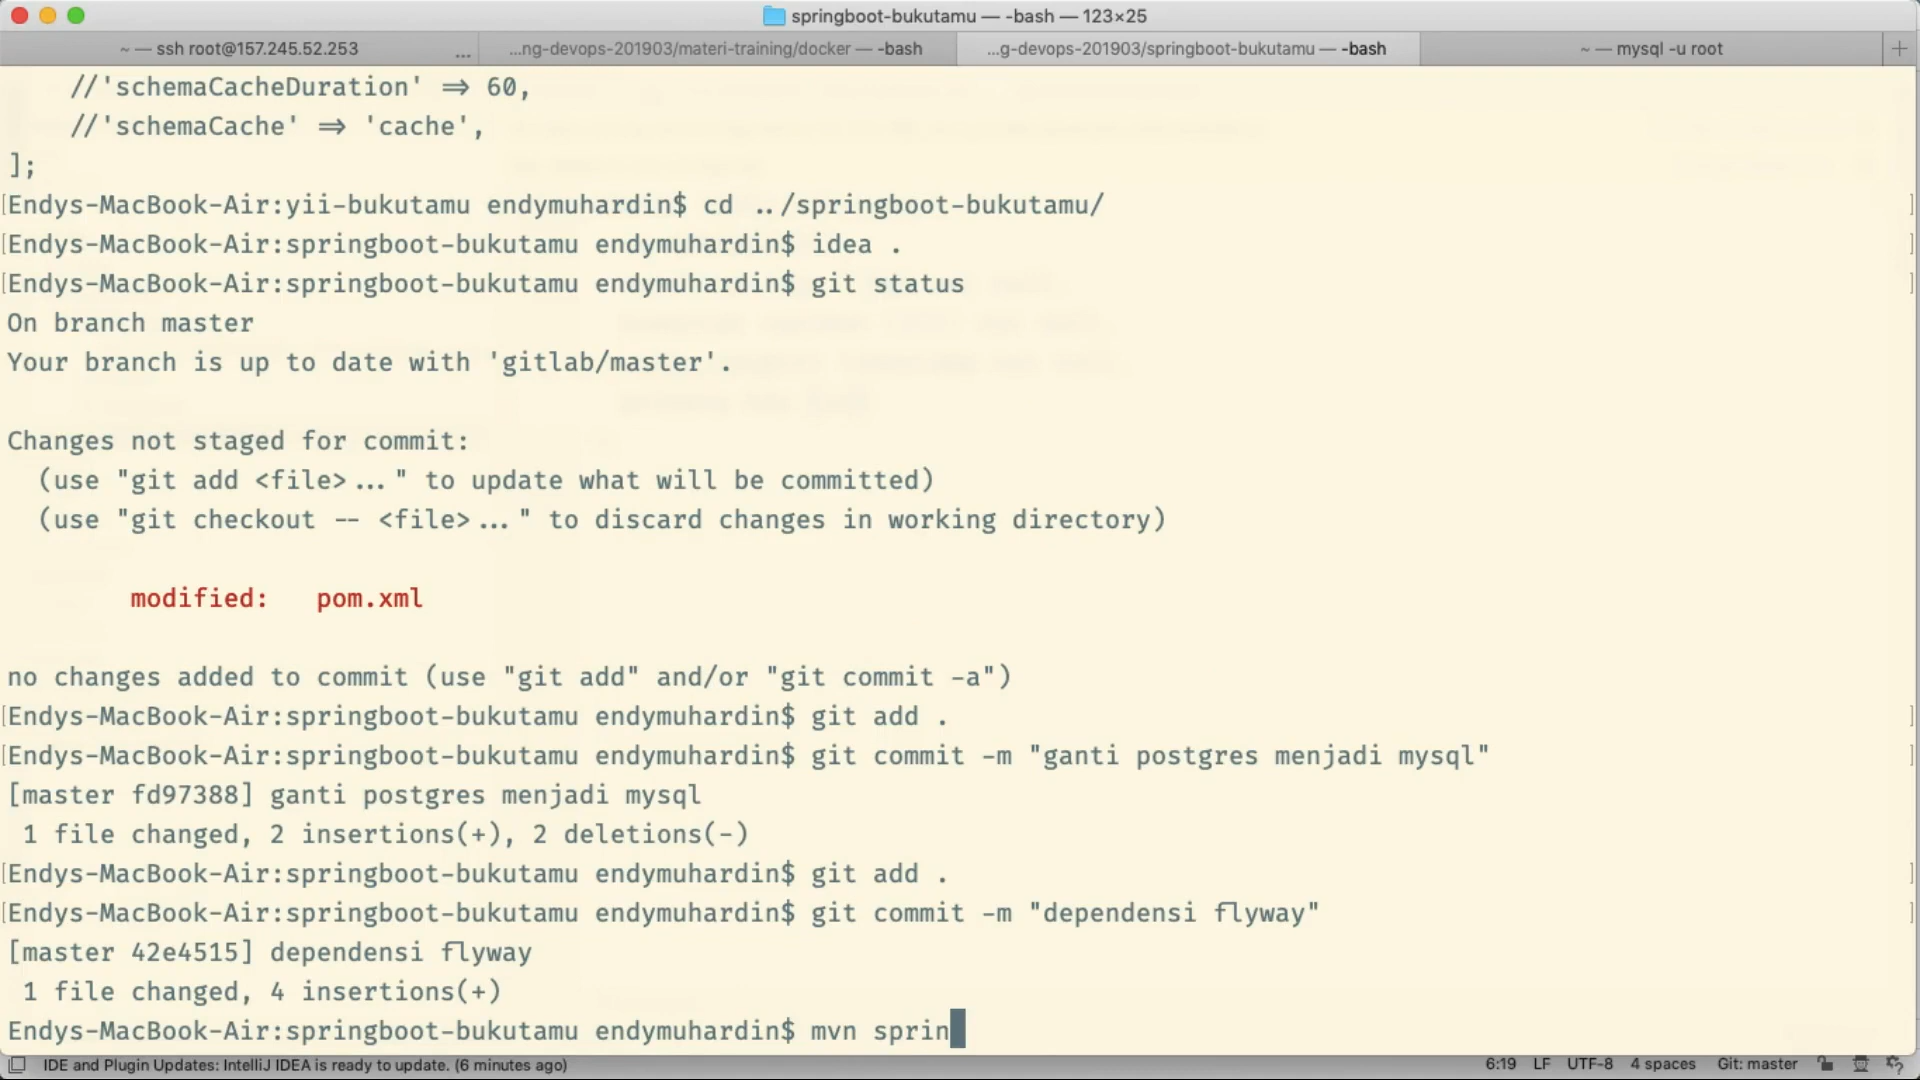 springboot-bukutamu — -bash — 123×25
~ — ssh root@157.245.52.253 ...
...ng-devops-201903/materi-training/docker — -bash
...g-devops-201903/springboot-bukutamu — -bash
~ — mysql -u root
//'schemaCacheDuration' => 60,
//'schemaCache' => 'cache',
];
[Endys-MacBook-Air:yii-bukutamu endymuhardin$ cd ../springboot-bukutamu/ ]
[Endys-MacBook-Air:springboot-bukutamu endymuhardin$ idea . ]
[Endys-MacBook-Air:springboot-bukutamu endymuhardin$ git status ]
On branch master
Your branch is up to date with 'gitlab/master'.
Changes not staged for commit:
(use "git add <file>..." to update what will be committed)
(use "git checkout -- <file>..." to discard changes in working directory)
modified:   pom.xml
no changes added to commit (use "git add" and/or "git commit -a")
[Endys-MacBook-Air:springboot-bukutamu endymuhardin$ git add . ]
[Endys-MacBook-Air:springboot-bukutamu endymuhardin$ git commit -m "ganti postgres menjadi mysql" ]
[master fd97388] ganti postgres menjadi mysql
1 file changed, 2 insertions(+), 2 deletions(-)
[Endys-MacBook-Air:springboot-bukutamu endymuhardin$ git add . ]
[Endys-MacBook-Air:springboot-bukutamu endymuhardin$ git commit -m "dependensi flyway" ]
[master 42e4515] dependensi flyway
1 file changed, 4 insertions(+)
Endys-MacBook-Air:springboot-bukutamu endymuhardin$ mvn sprin
IDE and Plugin Updates: IntelliJ IDEA is ready to update. (6 minutes ago)
6:19 LF UTF-8 4 spaces Git: master